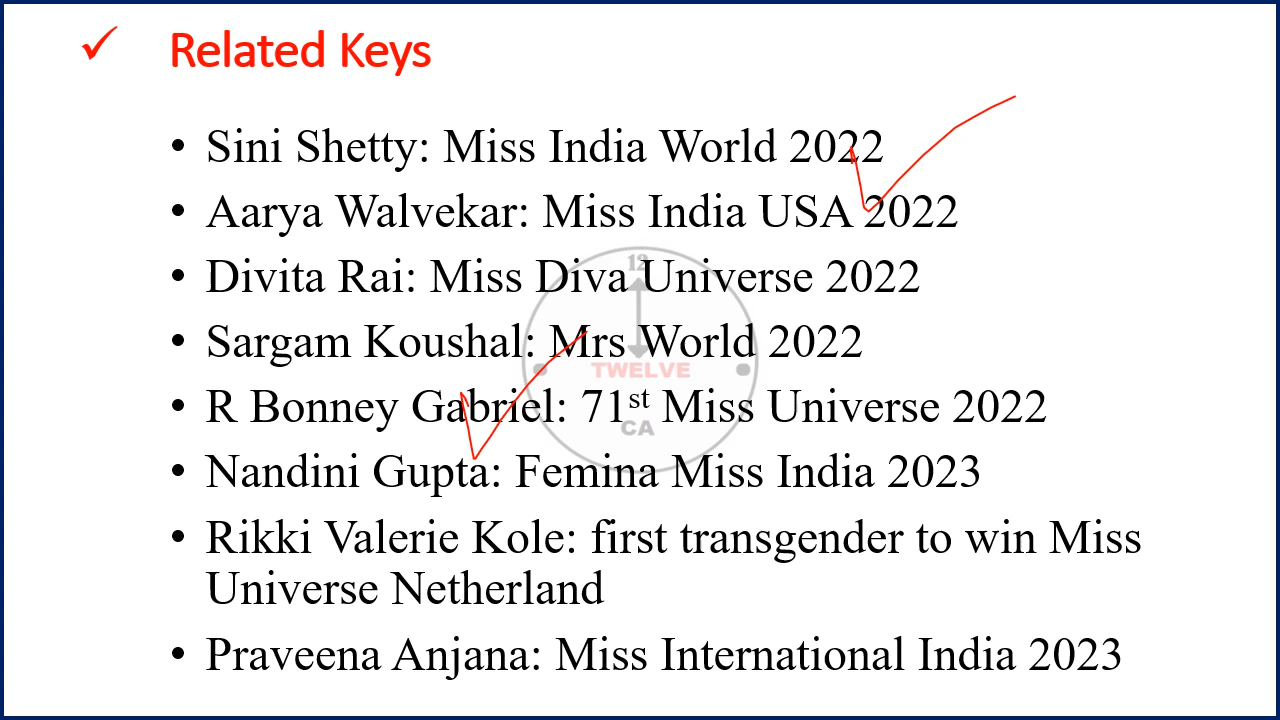 ✓ Related Keys
• Sini Shetty: Miss India World 2022
• Aarya Walvekar: Miss India USA 2022
• Divita Rai: Miss Diva Universe 2022
• Sargam Koushal: Mrs World 2022
• R Bonney Gabriel: 71st Miss Universe 2022
• Nandini Gupta: Femina Miss India 2023
• Rikki Valerie Kole: first transgender to win Miss
Universe Netherland
• Praveena Anjana: Miss International India 2023
12
TWELVE
CA